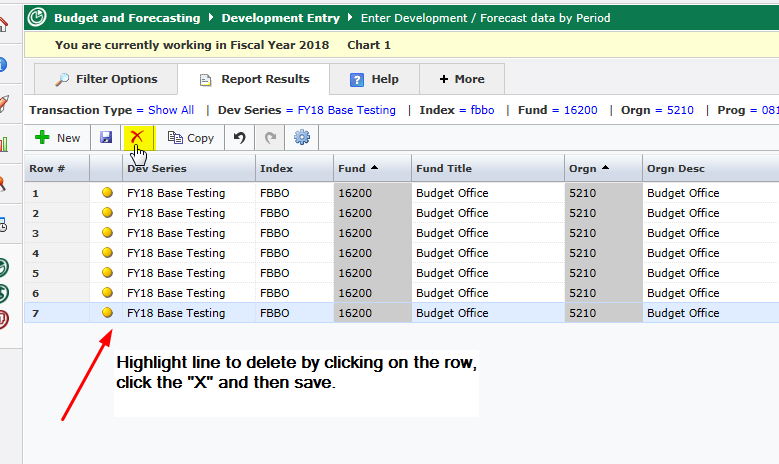 Budget and Forecasting Development Entry Enter Development / Forecast data by Period
You are currently working in Fiscal Year 2018 Chart 1
Filter Options Report Results Help + More
Transaction Type = Show All | Dev Series = FY18 Base Testing | Index = fbbo | Fund = 16200 | Orgn = 5210 | Prog = 081
New Copy
Row # Dev Series Index Fund Fund Title Orgn Orgn Desc
1 FY18 Base Testing FBBO 16200 Budget Office 5210 Budget Office
2 FY18 Base Testing FBBO 16200 Budget Office 5210 Budget Office
3 FY18 Base Testing FBBO 16200 Budget Office 5210 Budget Office
4 FY18 Base Testing FBBO 16200 Budget Office 5210 Budget Office
5 FY18 Base Testing FBBO 16200 Budget Office 5210 Budget Office
6 FY18 Base Testing FBBO 16200 Budget Office 5210 Budget Office
7 FY18 Base Testing FBBO 16200 Budget Office 5210 Budget Office
Highlight line to delete by clicking on the row,
click the "X" and then save.